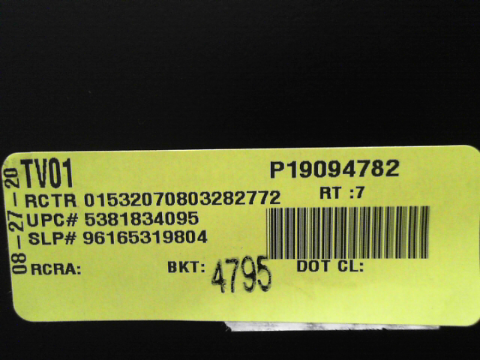 TV01
P19094782
RCTR 01532070803282772
RT :7
UPC# 5381834095
SLP# 96165319804
RCRA:
BKT: 4795
DOT CL:
08-27-20